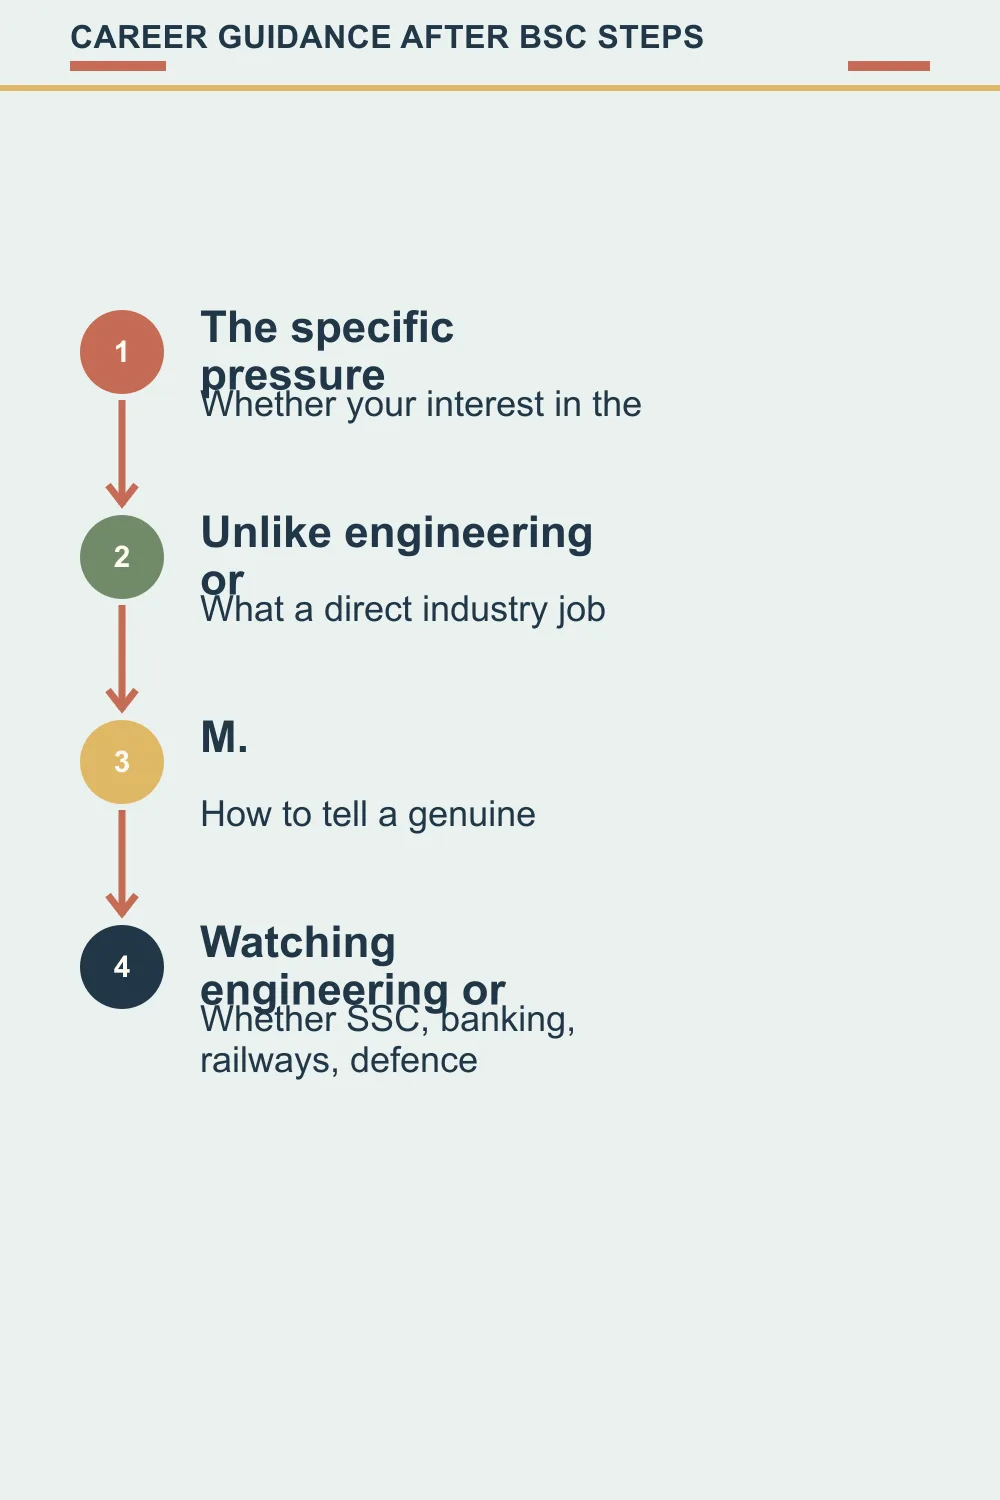 CAREER GUIDANCE AFTER BSC STEPS
1
The specific
pressure
Whether your interest in the
2
Unlike engineering
or
What a direct industry job
3
M.
How to tell a genuine
4
Watching
engineering or
Whether SSC, banking,
railways, defence